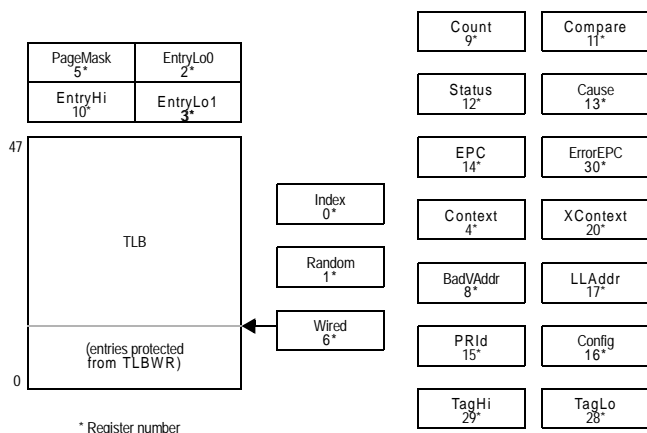 PageMask
5*
EntryLo0
2*
EntryHi
10*
EntryLo1
3*
47
TLB
(entries protected
from TLBWR)
0
* Register number
Index
0*
Random
1*
Wired
6*
Count
9*
Compare
11*
Status
12*
Cause
13*
EPC
14*
ErrorEPC
30*
Context
4*
XContext
20*
BadVAddr
8*
LLAddr
17*
PRId
15*
Config
16*
TagHi
29*
TagLo
28*